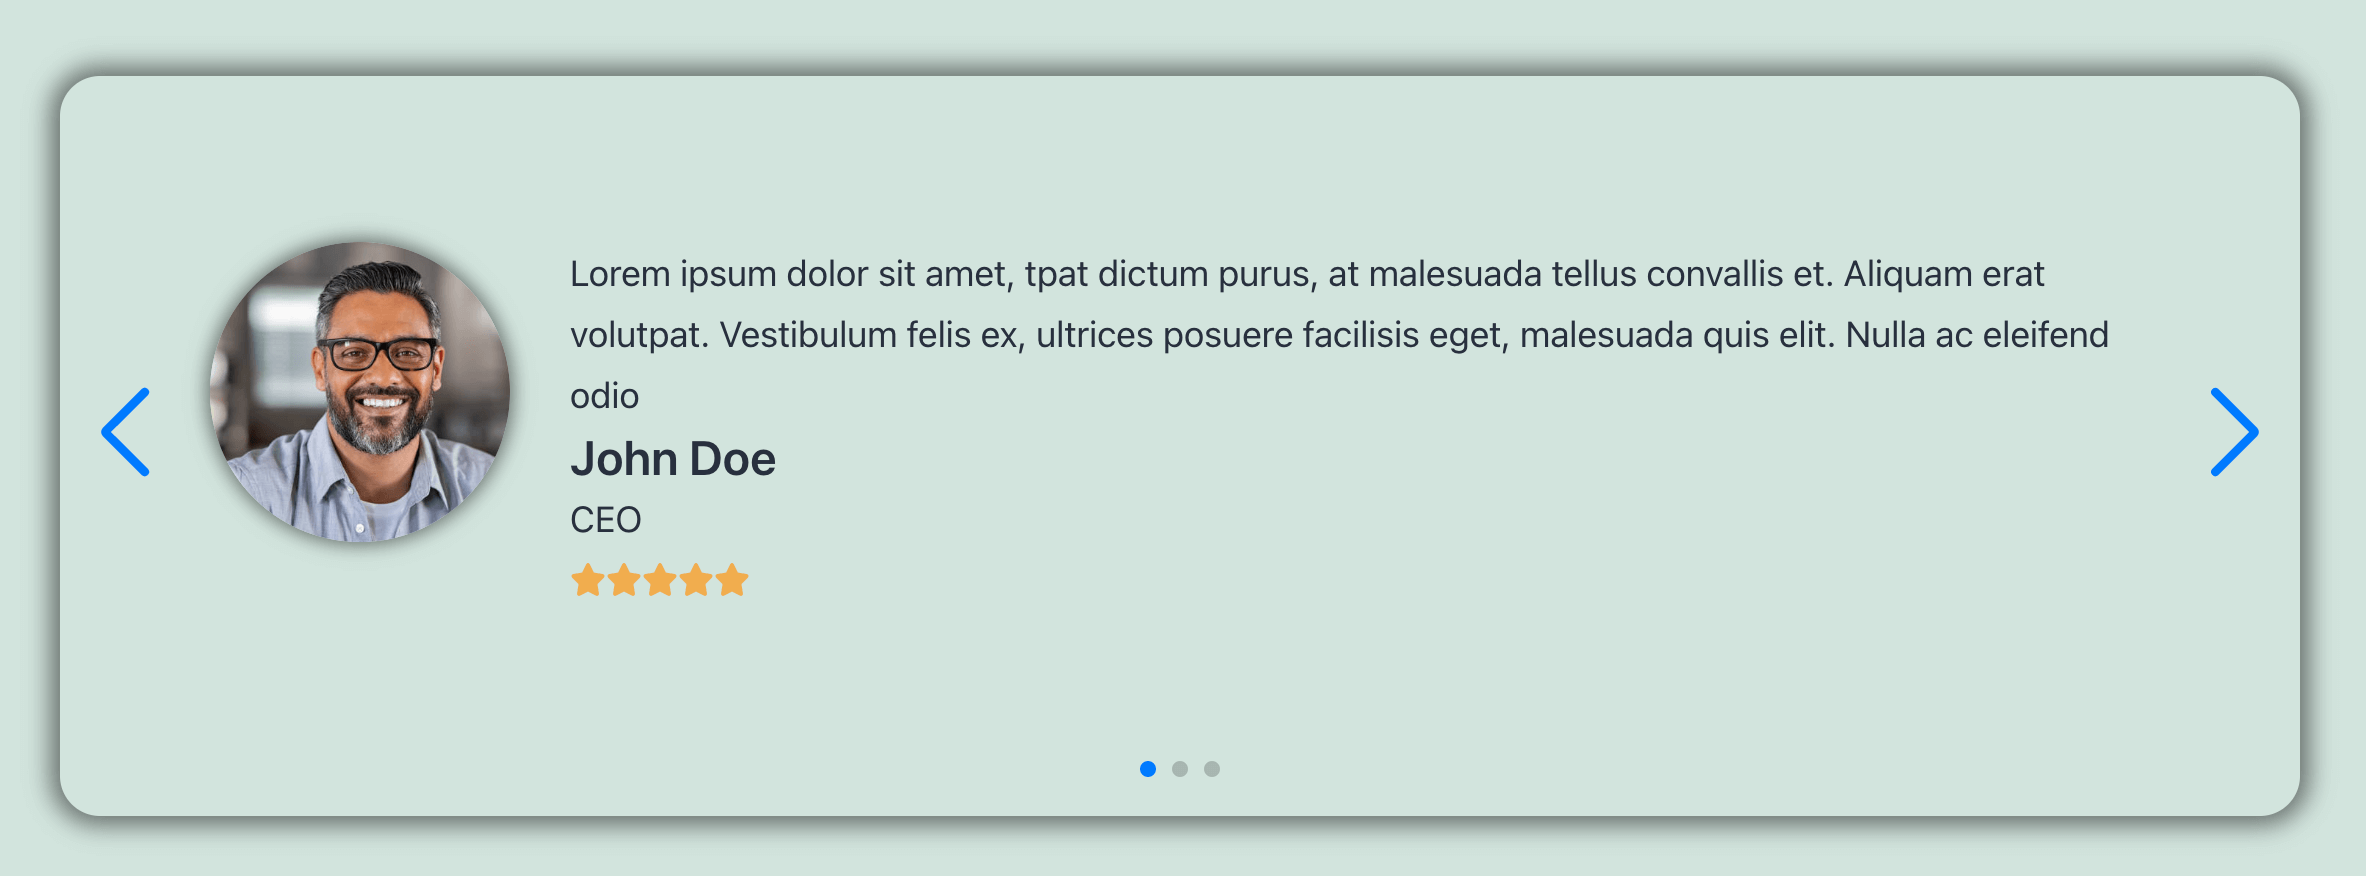 Lorem ipsum dolor sit amet, tpat dictum purus, at malesuada tellus convallis et. Aliquam erat
volutpat. Vestibulum felis ex, ultrices posuere facilisis eget, malesuada quis elit. Nulla ac eleifend
odio
John Doe
CEO